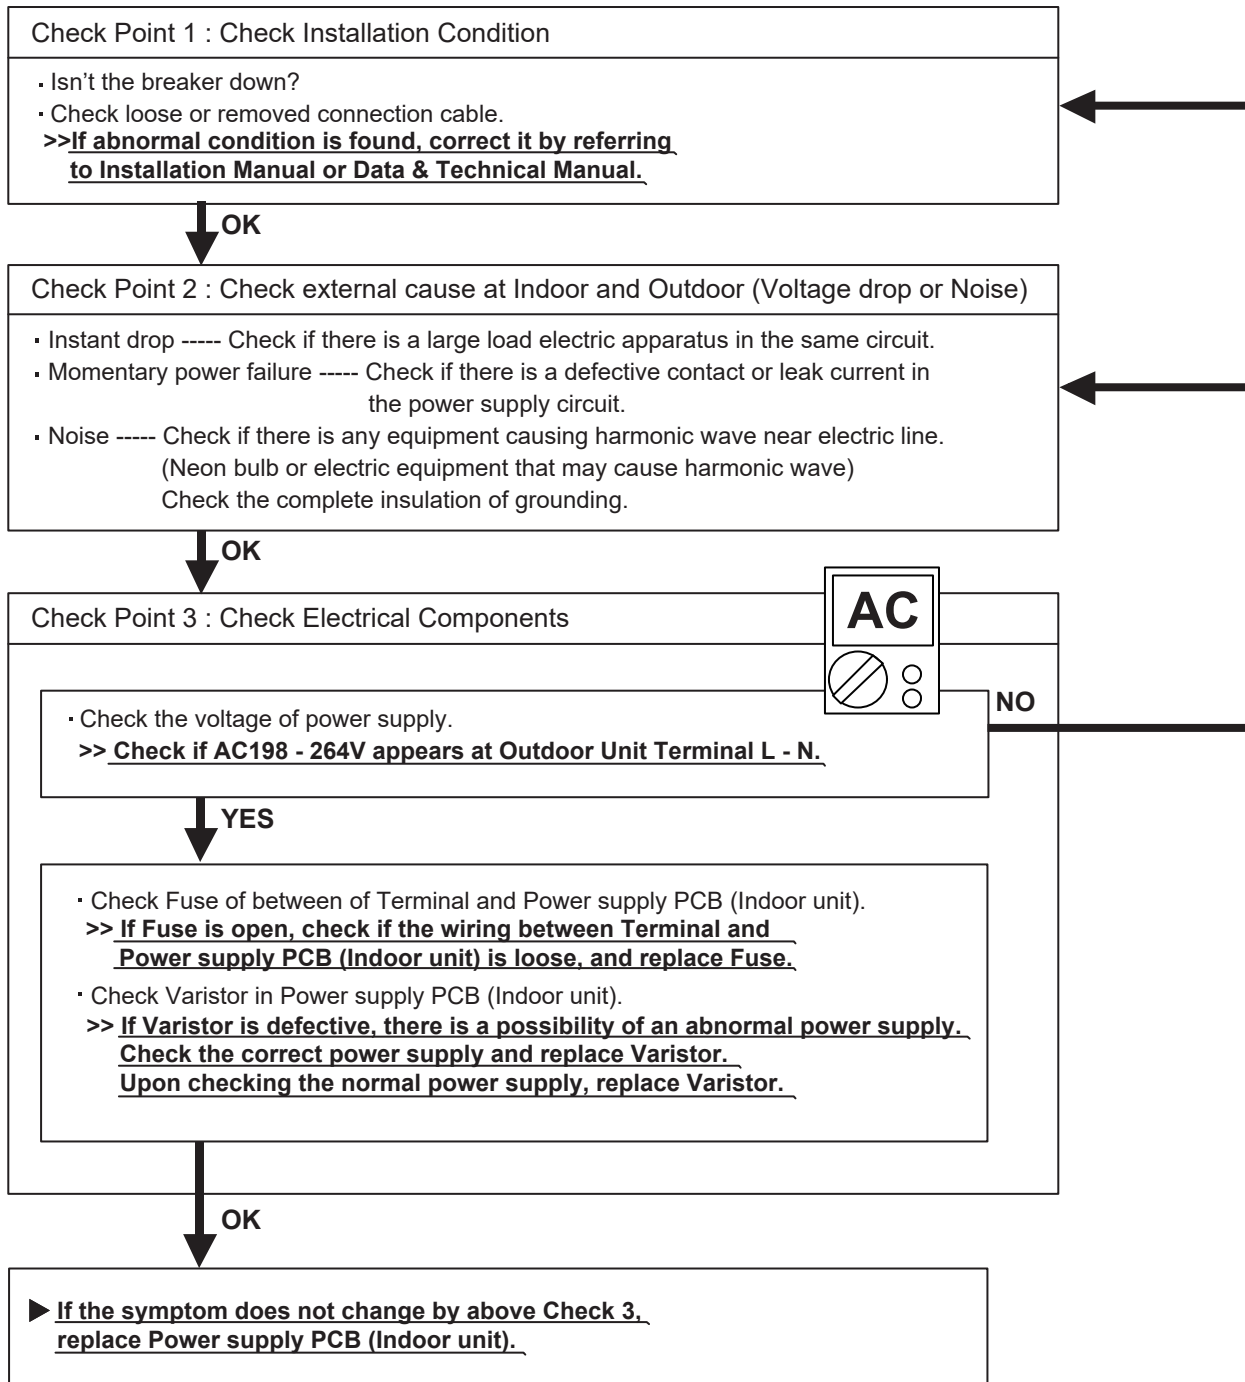 Check Point 1 : Check Installation Condition
· Isn’t the breaker down?
· Check loose or removed connection cable.
>>If abnormal condition is found, correct it by referring
to Installation Manual or Data & Technical Manual.
OK
Check Point 2 : Check external cause at Indoor and Outdoor (Voltage drop or Noise)
· Instant drop ----- Check if there is a large load electric apparatus in the same circuit.
· Momentary power failure ----- Check if there is a defective contact or leak current in
the power supply circuit.
· Noise ----- Check if there is any equipment causing harmonic wave near electric line.
(Neon bulb or electric equipment that may cause harmonic wave)
Check the complete insulation of grounding.
OK
Check Point 3 : Check Electrical Components
AC
· Check the voltage of power supply.
>> Check if AC198 - 264V appears at Outdoor Unit Terminal L - N.
NO
YES
· Check Fuse of between of Terminal and Power supply PCB (Indoor unit).
>> If Fuse is open, check if the wiring between Terminal and
Power supply PCB (Indoor unit) is loose, and replace Fuse.
· Check Varistor in Power supply PCB (Indoor unit).
>> If Varistor is defective, there is a possibility of an abnormal power supply.
Check the correct power supply and replace Varistor.
Upon checking the normal power supply, replace Varistor.
OK
▶ If the symptom does not change by above Check 3,
replace Power supply PCB (Indoor unit).